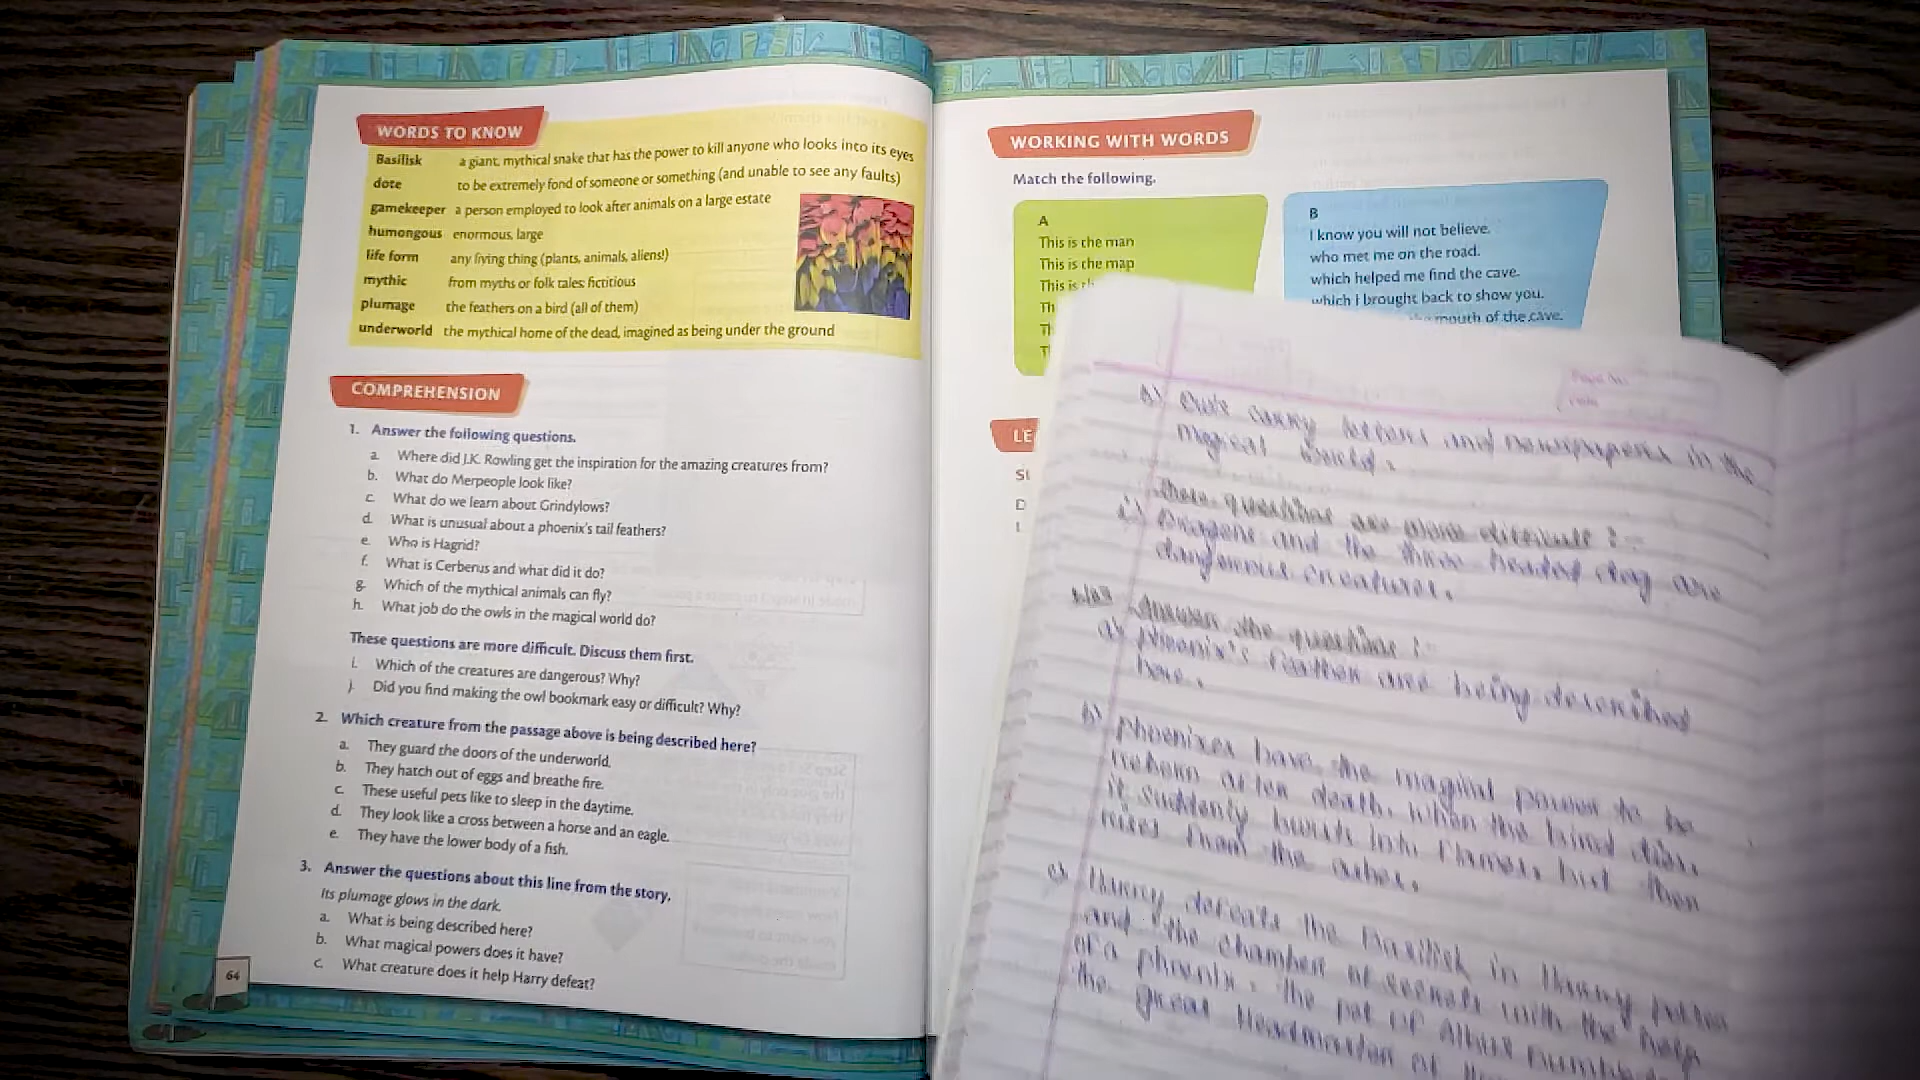 WORDS TO KNOW
Basilisk a giant, mythical snake that has the power to kill anyone who looks into its eyes
dote to be extremely fond of someone or something (and unable to see any faults)
gamekeeper a person employed to look after animals on a large estate
humongous enormous, large
life form any living thing (plants, animals, aliens!)
mythic from myths or folk tales; fictitious
plumage the feathers on a bird (all of them)
underworld the mythical home of the dead, imagined as being under the ground
COMPREHENSION
1. Answer the following questions.
a. Where did J.K. Rowling get the inspiration for the amazing creatures from?
b. What do Merpeople look like?
c. What do we learn about Grindylows?
d. What is unusual about a phoenix's tail feathers?
e. Who is Hagrid?
f. What is Cerberus and what did it do?
g. Which of the mythical animals can fly?
h. What job do the owls in the magical world do?
These questions are more difficult. Discuss them first.
i. Which of the creatures are dangerous? Why?
j. Did you find making the owl bookmark easy or difficult? Why?
2. Which creature from the passage above is being described here?
a. They guard the doors of the underworld.
b. They hatch out of eggs and breathe fire.
c. These useful pets like to sleep in the daytime.
d. They look like a cross between a horse and an eagle.
e. They have the lower body of a fish.
3. Answer the questions about this line from the story.
Its plumage glows in the dark.
a. What is being described here?
b. What magical powers does it have?
c. What creature does it help Harry defeat?
64
WORKING WITH WORDS
Match the following.
A
This is the man
This is the map
This is
Th
Th
T
B
I know you will not believe.
who met me on the road.
which helped me find the cave.
which I brought back to show you.
mouth of the cave.
LE
St
D
Page No.
h) Owls carry letters and newspapers in the
magical world.
These questions are more difficult :-
i) Dragons and the three headed dog are
dangerous creatures.
Answer the questions :-
a) Phoenix's feather are being described
here.
b) Phoenixes have the magical power to be
reborn after death. When the bird dies,
it suddenly bursts into flames, but then
rises from the ashes.
c) Harry defeats the Basilisk in Harry Potter
and the chamber of secrets with the help
of a phoenix, the pet of Albus
the great Headmaster of